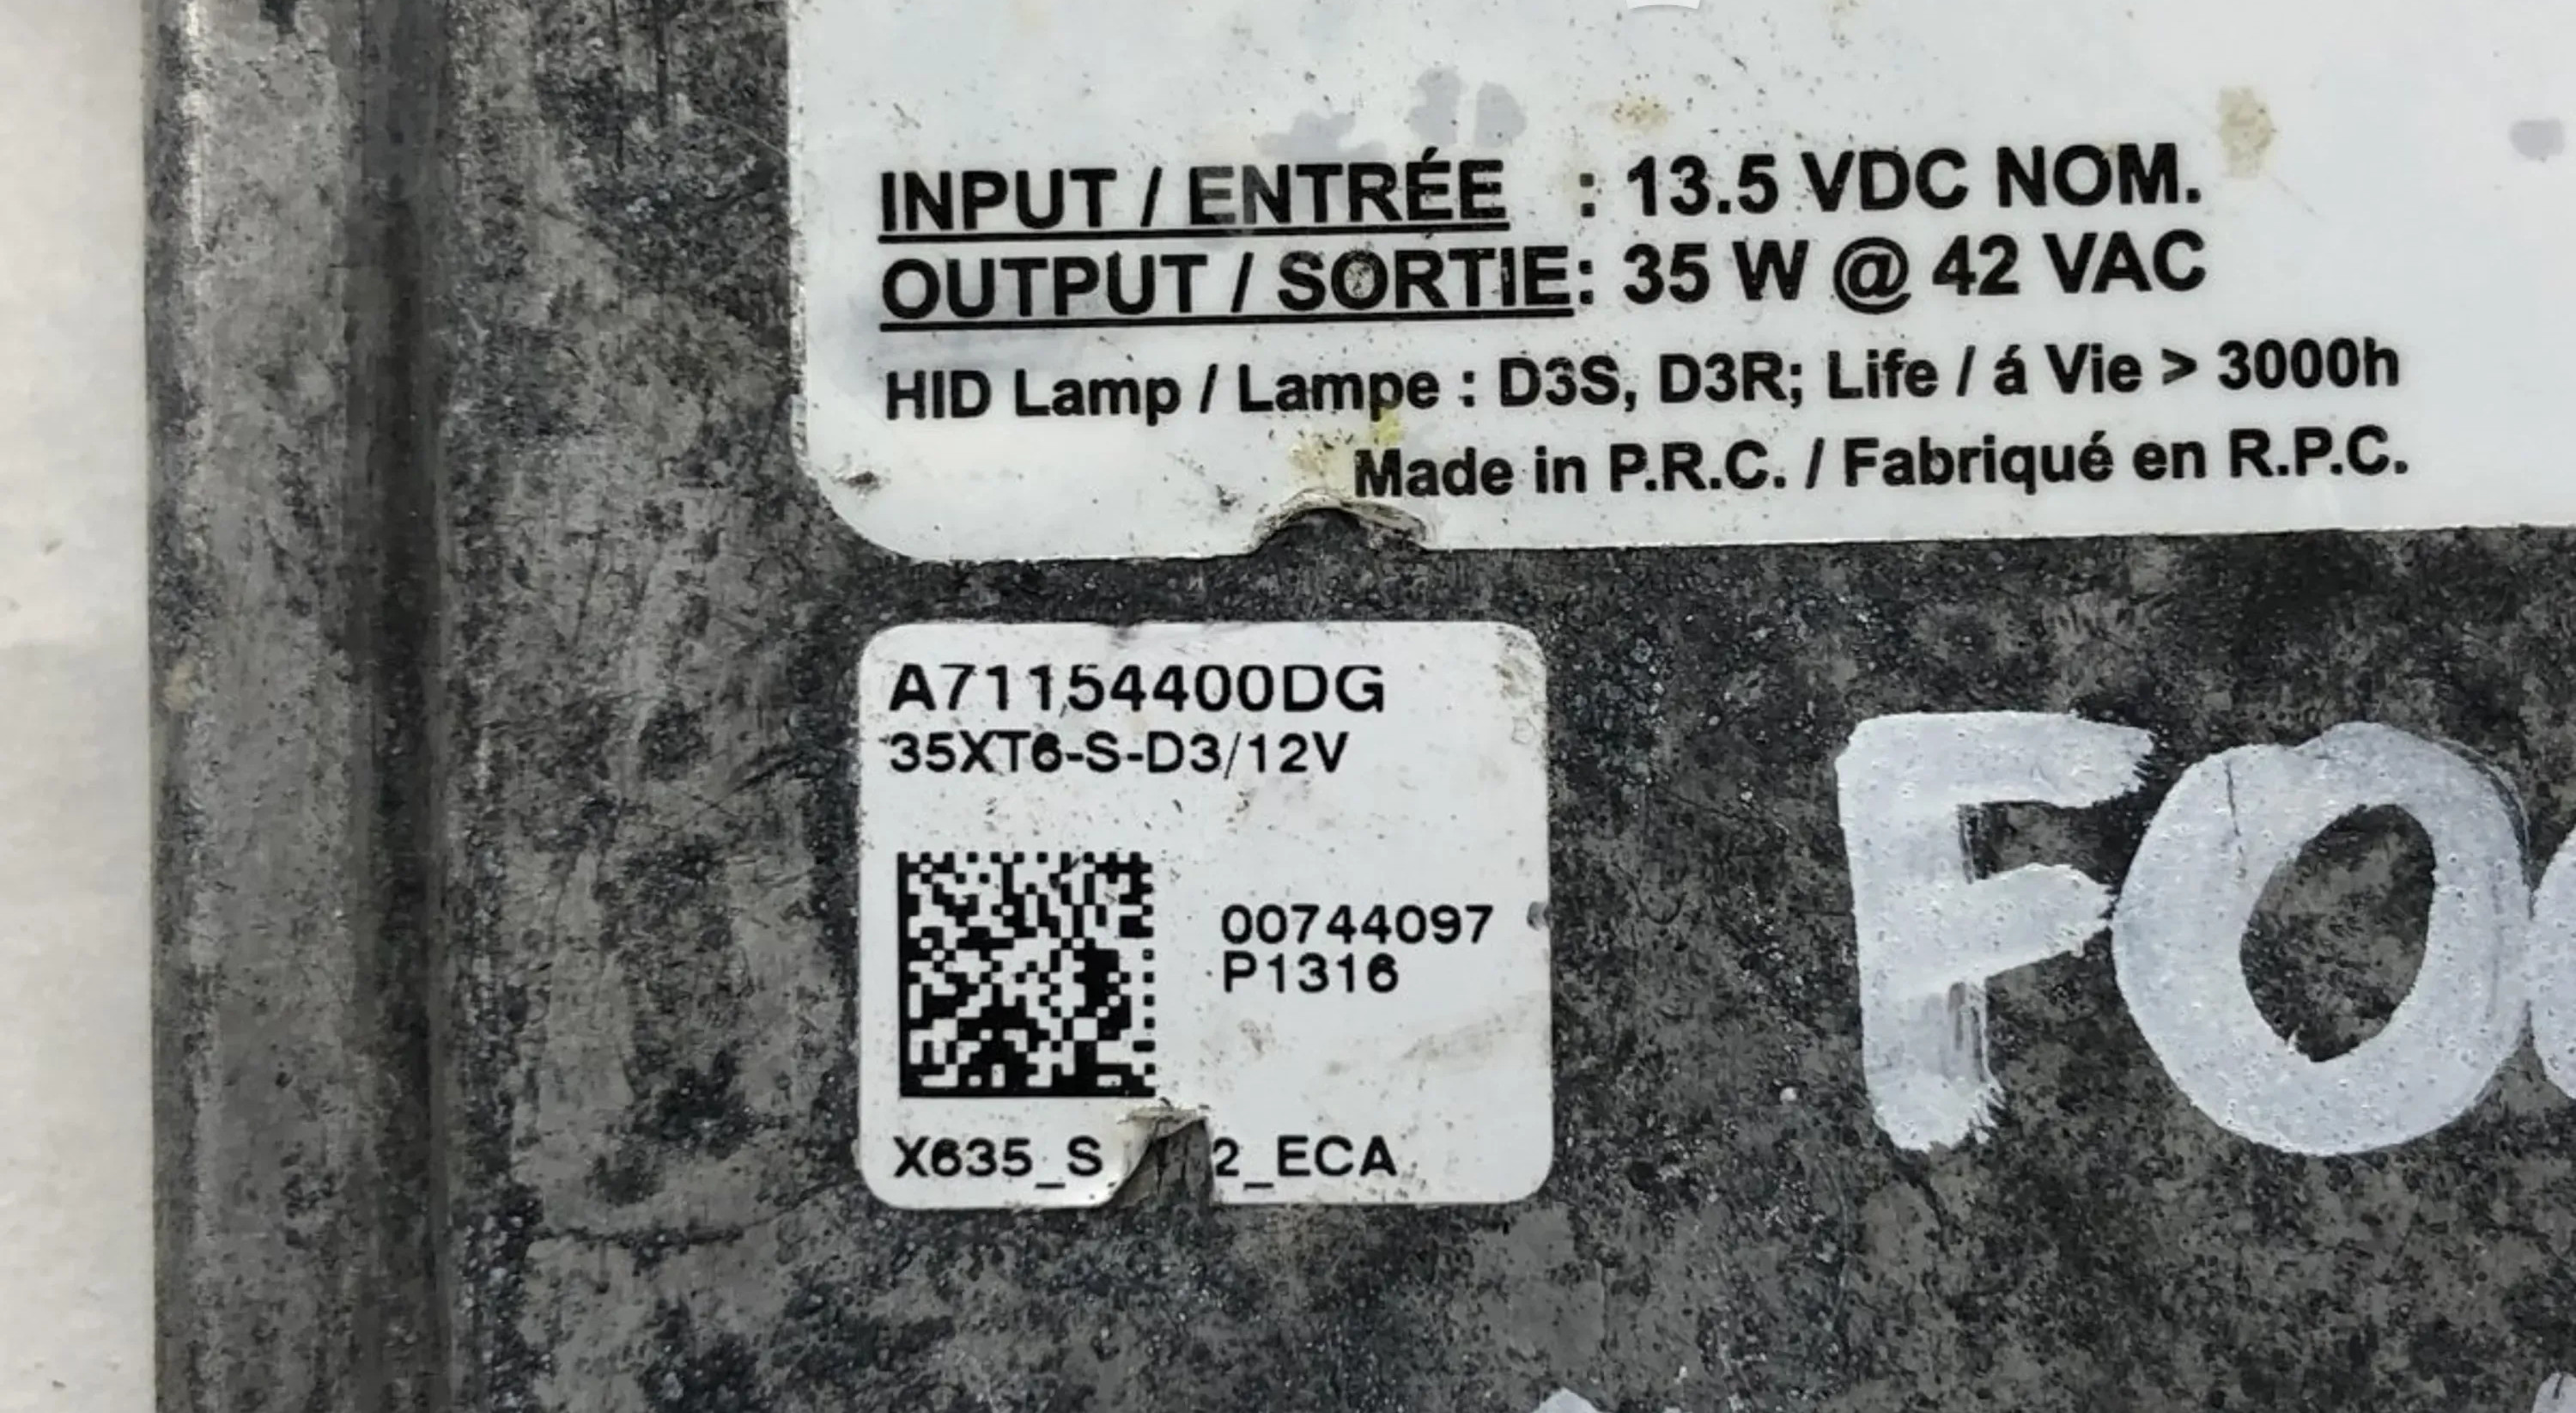 INPUT / ENTRÉE : 13.5 VDC NOM.
OUTPUT / SORTIE: 35 W @ 42 VAC
HID Lamp / Lampe : D3S, D3R; Life / á Vie > 3000h
Made in P.R.C. / Fabriqué en R.P.C.
A71154400DG
35XT6-S-D3/12V
00744097
P1316
X635_S 2_ECA
FO